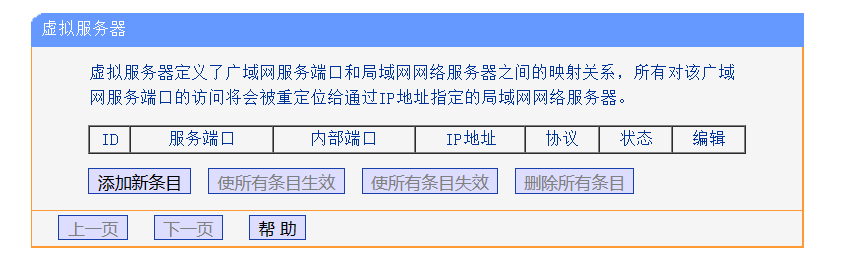 虚拟服务器
虚拟服务器定义了广域网服务端口和局域网网络服务器之间的映射关系，所有对该广域
网服务端口的访问将会被重定位给通过IP地址指定的局域网网络服务器。
ID 服务端口 内部端口 IP地址 协议 状态 编辑
添加新条目 使所有条目生效 使所有条目失效 删除所有条目
上一页 下一页 帮 助